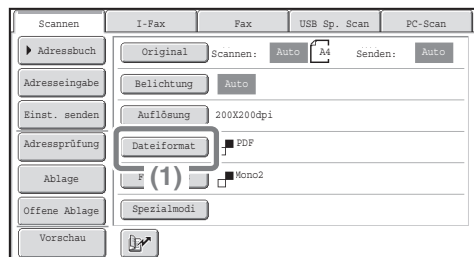 Scannen I-Fax Fax USB Sp. Scan PC-Scan
Adressbuch Original Scannen: Auto A4 Senden: Auto
Adresseingabe Belichtung Auto
Einst. senden Auflösung 200X200dpi
Adressprüfung Dateiformat PDF
Ablage (1) Mono2
Offene Ablage Spezialmodi
Vorschau